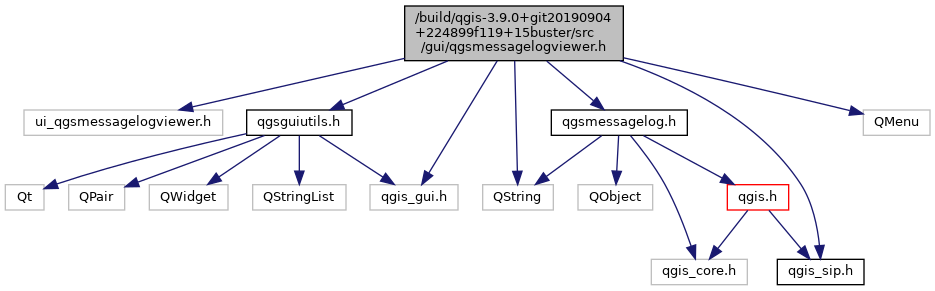 /build/qgis-3.9.0+git20190904
+224899f119+15buster/src
/gui/qgsmessagelogviewer.h
ui_qgsmessagelogviewer.h
qgsguiutils.h
qgsmessagelog.h
QMenu
Qt
QPair
QWidget
QStringList
qgis_gui.h
QString
QObject
qgis.h
qgis_core.h
qgis_sip.h